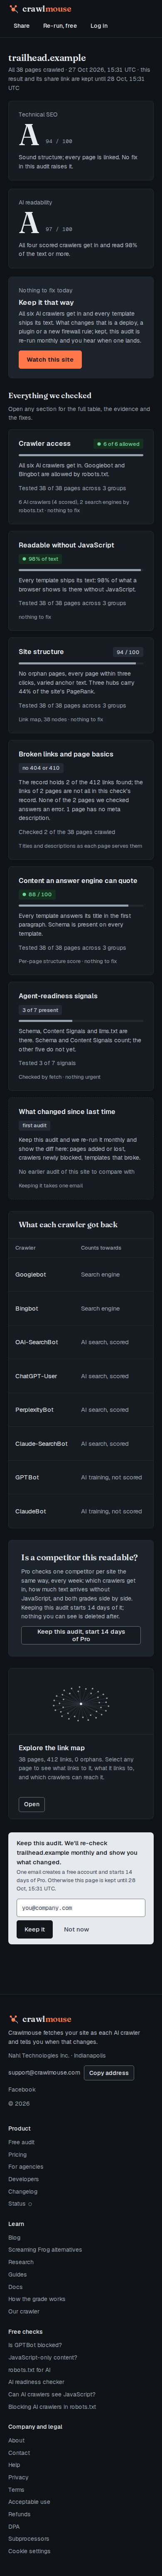 crawlmouse
Share
Re-run, free
Log in
trailhead.example
All 38 pages crawled · 27 Oct 2026, 15:31 UTC · this
result and its share link are kept until 28 Oct, 15:31
UTC
Technical SEO
A 94 / 100
Sound structure; every page is linked. No fix
in this audit raises it.
AI readability
A 97 / 100
All four scored crawlers get in and read 98%
of the text or more.
Nothing to fix today
Keep it that way
All six AI crawlers get in and every template
ships its text. What changes that is a deploy, a
plugin or a new firewall rule; kept, this audit is
re-run monthly and you hear when one lands.
Watch this site
Everything we checked
Open any section for the full table, the evidence and
the fixes.
Crawler access
6 of 6 allowed
All six AI crawlers get in. Googlebot and
Bingbot are allowed by robots.txt.
Tested 38 of 38 pages across 3 groups
6 AI crawlers (4 scored), 2 search engines by
robots.txt · nothing to fix
Readable without JavaScript
98% of text
Every template ships its text: 98% of what a
browser shows is there without JavaScript.
Tested 38 of 38 pages across 3 groups
nothing to fix
Site structure
94 / 100
No orphan pages, every page within three
clicks, varied anchor text. Three hubs carry
44% of the site's PageRank.
Tested 38 of 38 pages across 3 groups
Link map, 38 nodes · nothing to fix
Broken links and page basics
no 404 or 410
The record holds 2 of the 412 links found; the
links of 2 pages are not all in this check's
record. None of the 2 pages we checked
answers an error. 1 page has no meta
description.
Checked 2 of the 38 pages crawled
Titles and descriptions as each page serves them
Content an answer engine can quote
88 / 100
Every template answers its title in the first
paragraph. Schema is present on every
template.
Tested 38 of 38 pages across 3 groups
Per-page structure score · nothing to fix
Agent-readiness signals
3 of 7 present
Schema, Content Signals and llms.txt are
there. Schema and Content Signals count; the
other five do not yet.
Tested 3 of 7 signals
Checked by fetch · nothing urgent
What changed since last time
first audit
Keep this audit and we re-run it monthly and
show the diff here: pages added or lost,
crawlers newly blocked, templates that broke.
No earlier audit of this site to compare with
Keeping it takes one email
What each crawler got back
Crawler
Counts towards
Googlebot
Search engine
Bingbot
Search engine
OAI-SearchBot
AI search, scored
ChatGPT-User
AI search, scored
PerplexityBot
AI search, scored
Claude-SearchBot
AI search, scored
GPTBot
AI training, not scored
ClaudeBot
AI training, not scored
Is a competitor this readable?
Pro checks one competitor per site the
same way, every week: which crawlers get
in, how much text arrives without
JavaScript, and both grades side by side.
Keeping this audit starts 14 days of it;
nothing you can see is deleted after.
Keep this audit, start 14 days
of Pro
Explore the link map
38 pages, 412 links, 0 orphans. Select any
page to see what links to it, what it links to,
and which crawlers can reach it.
Open
Keep this audit. We'll re-check
trailhead.example monthly and show you
what changed.
One email creates a free account and starts 14
days of Pro. Otherwise this page is kept until 28
Oct, 15:31 UTC.
you@company.com
Keep it
Not now
crawlmouse
Crawlmouse fetches your site as each AI crawler
and tells you when that changes.
Nahl Technologies Inc. · Indianapolis
support@crawlmouse.com
Copy address
Facebook
© 2026
Product
Free audit
Pricing
For agencies
Developers
Changelog
Status
Learn
Blog
Screaming Frog alternatives
Research
Guides
Docs
How the grade works
Our crawler
Free checks
Is GPTBot blocked?
JavaScript-only content?
robots.txt for AI
AI readiness checker
Can AI crawlers see JavaScript?
Blocking AI crawlers in robots.txt
Company and legal
About
Contact
Help
Privacy
Terms
Acceptable use
Refunds
DPA
Subprocessors
Cookie settings